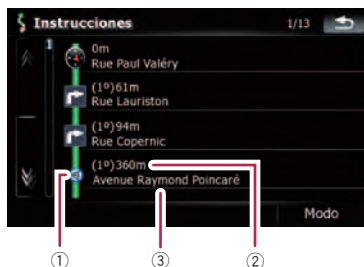 Instrucciones
1/13
0m
Rue Paul Valéry
(1º)61m
Rue Lauriston
(1º)94m
Rue Copernic
(1º)360m
Avenue Raymond Poincaré
Modo
① ③ ②